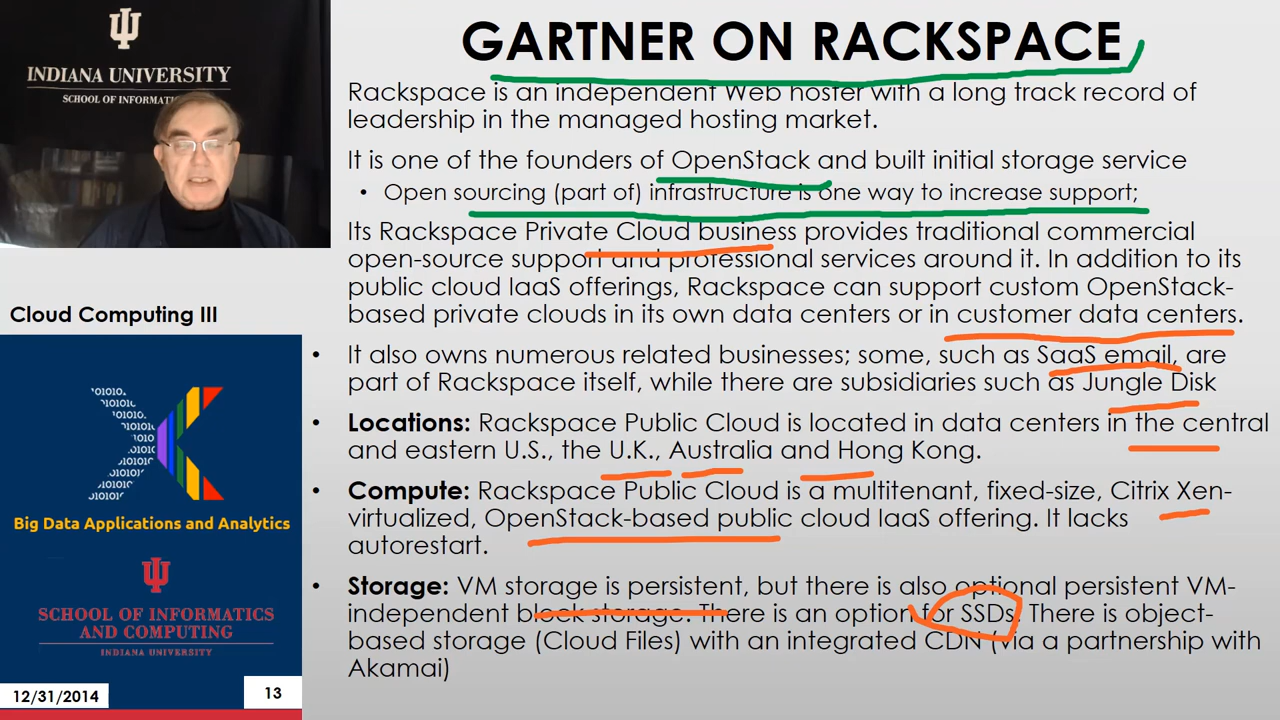 GARTNER ON RACKSPACE
INDIANA UNIVERSITY
SCHOOL OF INFORMATICS
Rackspace is an independent Web hoster with a long track record of
leadership in the managed hosting market.
It is one of the founders of OpenStack and built initial storage service
• Open sourcing (part of) infrastructure is one way to increase support;
Its Rackspace Private Cloud business provides traditional commercial
open-source support and professional services around it. In addition to its
public cloud IaaS offerings, Rackspace can support custom OpenStack-
based private clouds in its own data centers or in customer data centers.
• It also owns numerous related businesses; some, such as SaaS email, are
part of Rackspace itself, while there are subsidiaries such as Jungle Disk
• Locations: Rackspace Public Cloud is located in data centers in the central
and eastern U.S., the U.K., Australia and Hong Kong.
• Compute: Rackspace Public Cloud is a multitenant, fixed-size, Citrix Xen-
virtualized, OpenStack-based public cloud IaaS offering. It lacks
autorestart.
• Storage: VM storage is persistent, but there is also optional persistent VM-
independent block storage. There is an option for SSDs. There is object-
based storage (Cloud Files) with an integrated CDN (via a partnership with
Akamai)
Cloud Computing III
Big Data Applications and Analytics
SCHOOL OF INFORMATICS
AND COMPUTING
INDIANA UNIVERSITY
12/31/2014
13